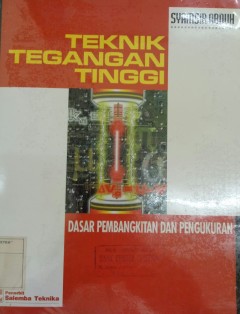 SYAMSIR ABDUH
TEKNIK
TEGANGAN
TINGGI
DASAR PEMBANGKITAN DAN PENGUKURAN
Penerbit
Salemba Teknika